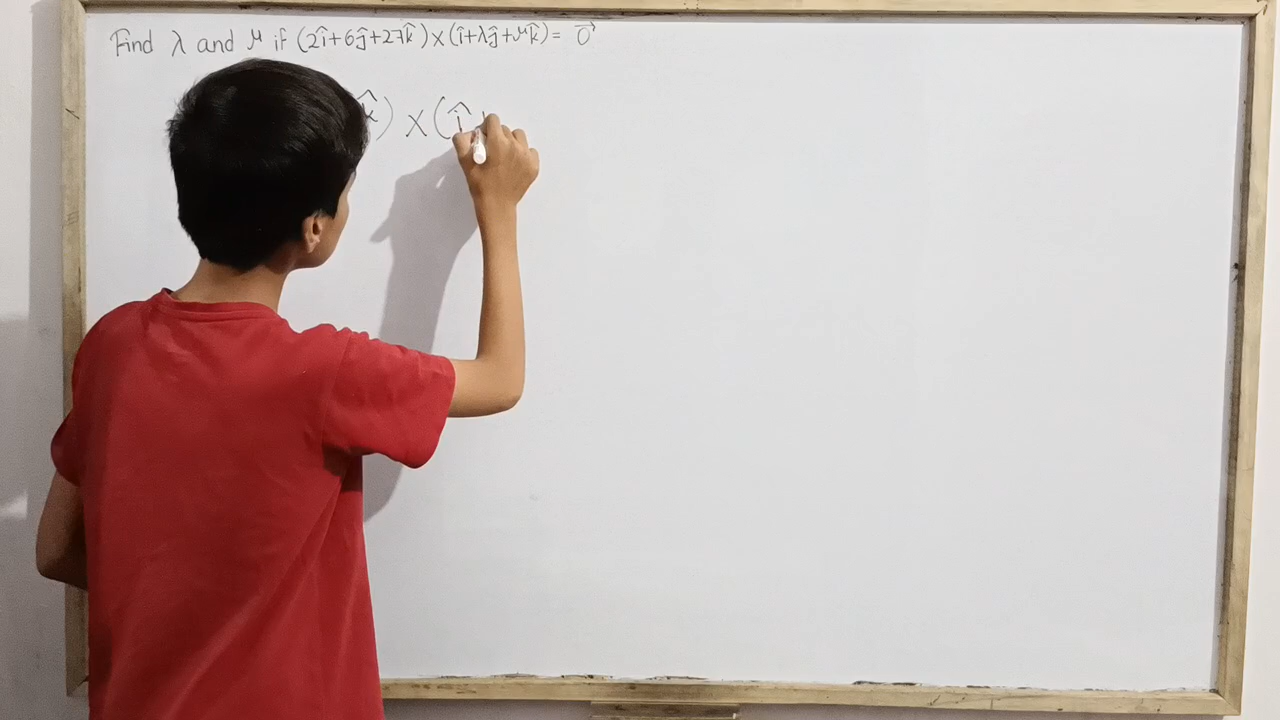 Find λ and μ if (2î+6ĵ+27k̂)×(î+λĵ+μk̂)= 0⃗
k̂) × (î